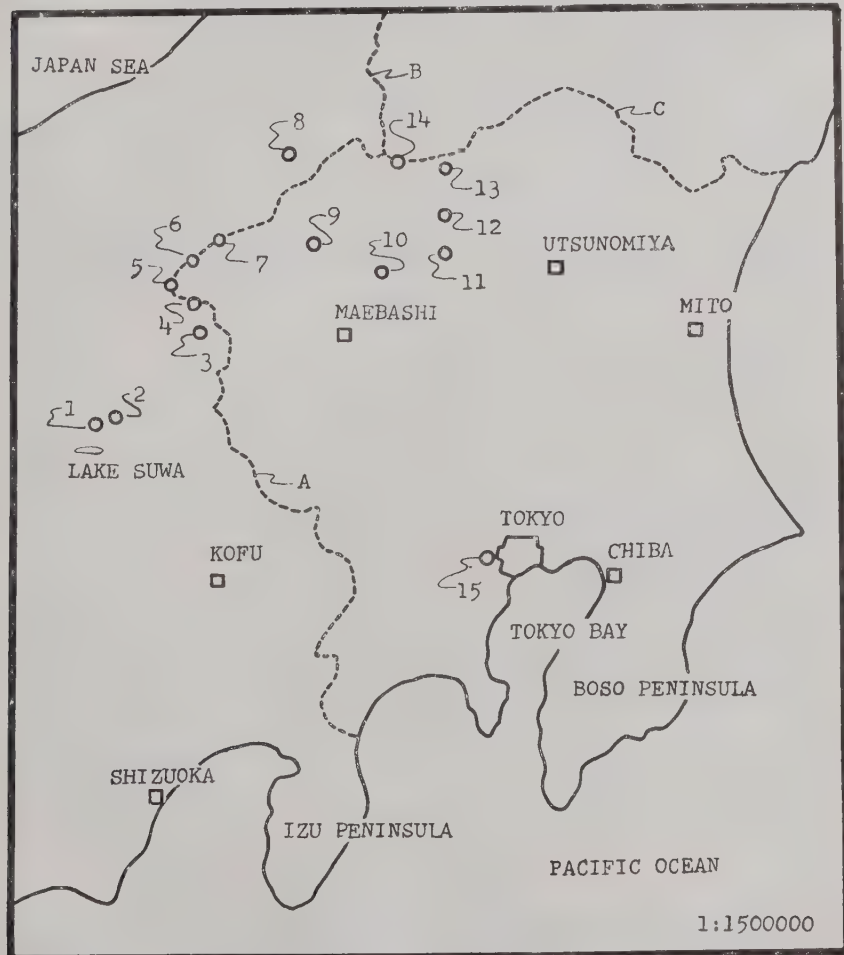 JAPAN SEA
B
C
8
14
13
6
9
12
7
10
UTSUNOMIYA
5
11
MAEBASHI
MITO
4
3
1
2
LAKE SUWA
A
TOKYO
KOFU
CHIBA
15
TOKYO BAY
BOSO PENINSULA
SHIZUOKA
IZU PENINSULA
PACIFIC OCEAN
1:1500000